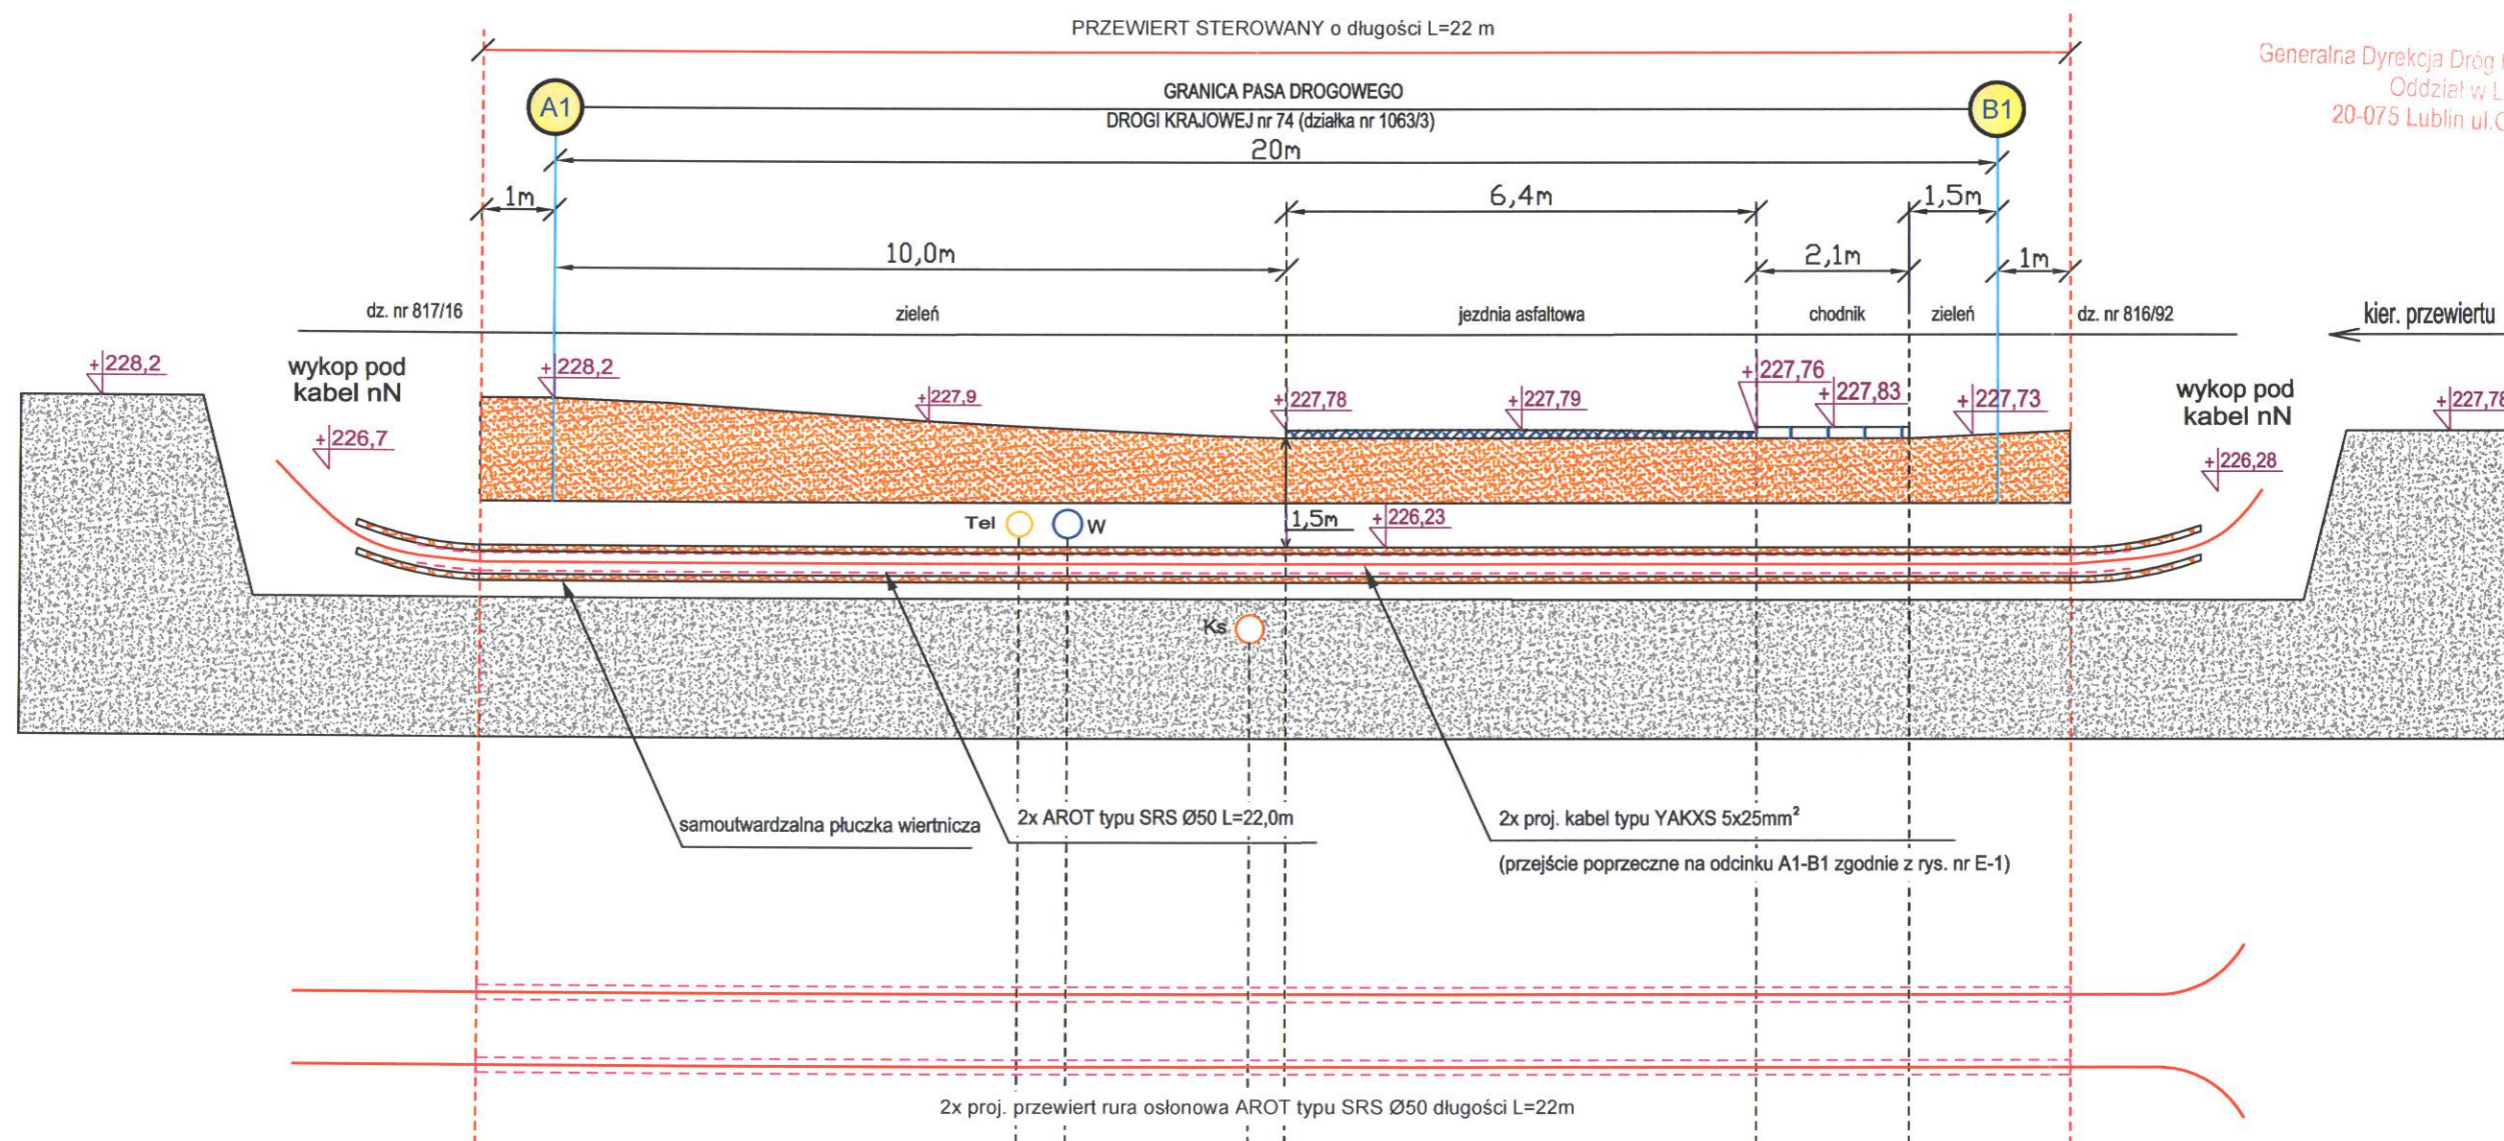 PRZEWIERT STEROWANY o długości L=22 m
Generalna Dyrekcja Dróg
Oddział w
20-075 Lublin
A1
GRANICA PASA DROGOWEGO
B1
DROGI KRAJOWEJ nr 74 (działka nr 1063/3)
20m
1m
6,4m
1,5m
10,0m
2,1m
1m
dz. nr 817/16
zieleń
jezdnia asfaltowa
chodnik
zieleń
dz. nr 816/92
kier. przewiertu
+228,2
wykop pod
kabel nN
+228,2
+227,9
+227,78
+227,79
+227,76
+227,83
+227,73
wykop pod
kabel nN
+227,78
+226,7
+226,28
Tel
W
1,5m
+226,23
Ks
samoutwardzalna płuczka wiertnicza
2x AROT typu SRS Ø50 L=22,0m
2x proj. kabel typu YAKXS 5x25mm²
(przejście poprzeczne na odcinku A1-B1 zgodnie z rys. nr E-1)
2x proj. przewiert rura osłonowa AROT typu SRS Ø50 długości L=22m